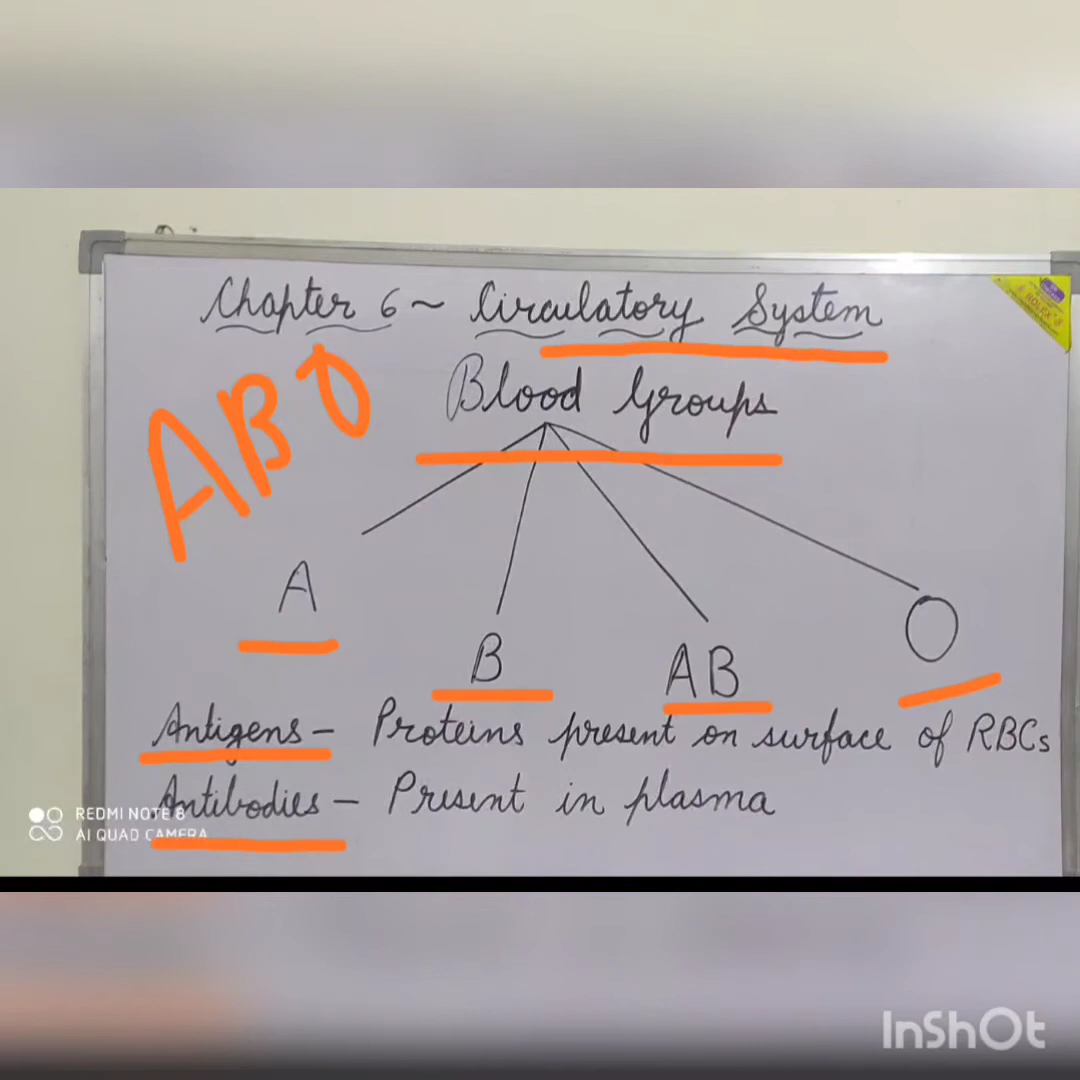 Chapter 6 ~ Circulatory System
ABO
Blood Groups
A
B
AB
O
Antigens – Proteins present on surface of RBCs
Antibodies – Present in plasma
REDMI NOTE 8
AI QUAD CAMERA
InShOt